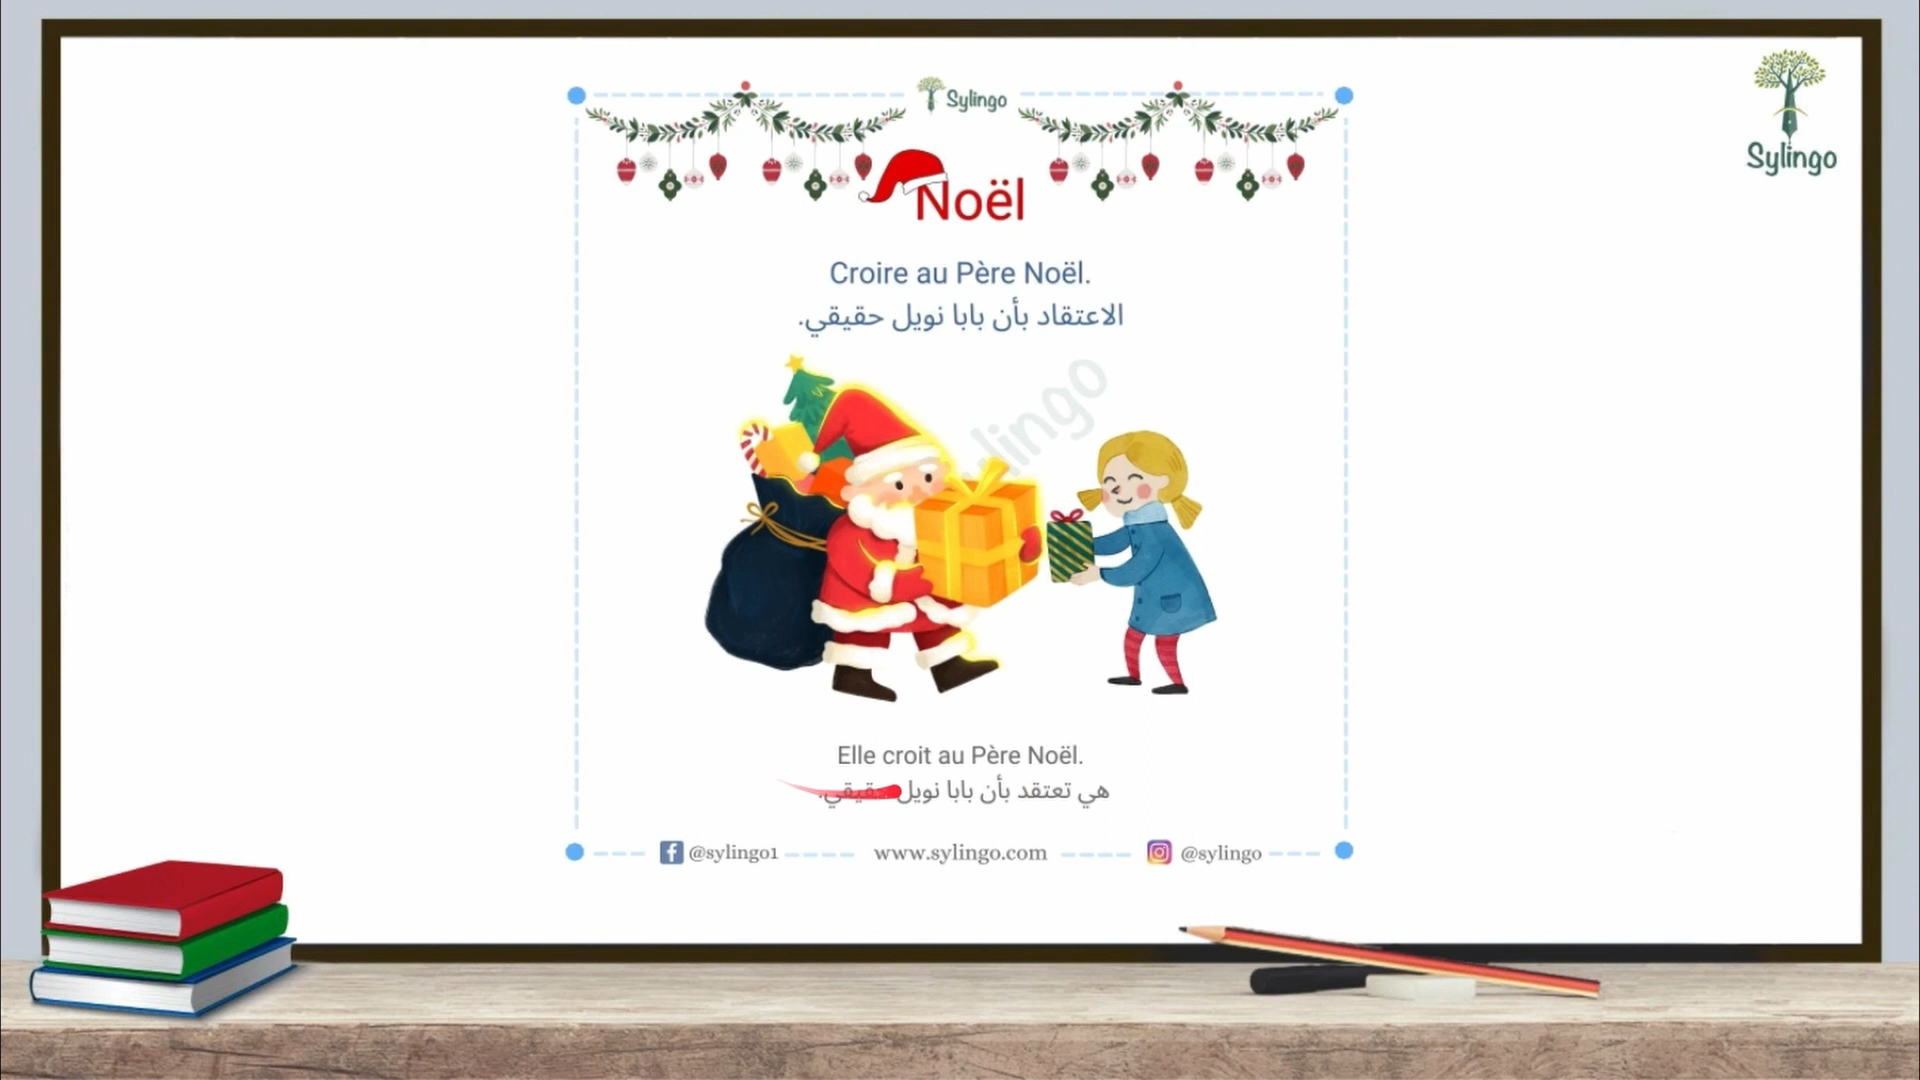 Sylingo
Sylingo
Noël
Croire au Père Noël.
الاعتقاد بأن بابا نويل حقيقي.
Sylingo
Elle croit au Père Noël.
هي تعتقد بأن بابا نويل حقيقي.
@sylingo1 www.sylingo.com @sylingo